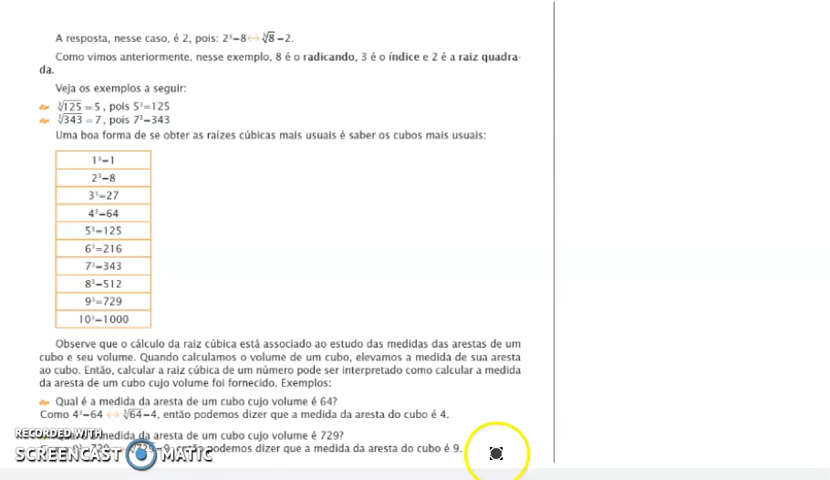 A resposta, nesse caso, é 2, pois: 2³=8 ↔ ∛8=2.
Como vimos anteriormente, nesse exemplo, 8 é o radicando, 3 é o índice e 2 é a raiz quadra-
da.
Veja os exemplos a seguir:
∛125 = 5, pois 5³=125
∛343 = 7, pois 7³=343
Uma boa forma de se obter as raízes cúbicas mais usuais é saber os cubos mais usuais:
1³=1
2³=8
3³=27
4³=64
5³=125
6³=216
7³=343
8³=512
9³=729
10³=1000
Observe que o cálculo da raiz cúbica está associado ao estudo das medidas das arestas de um
cubo e seu volume. Quando calculamos o volume de um cubo, elevamos a medida de sua aresta
ao cubo. Então, calcular a raiz cúbica de um número pode ser interpretado como calcular a medida
da aresta de um cubo cujo volume foi fornecido. Exemplos:
Qual é a medida da aresta de um cubo cujo volume é 64?
Como 4³=64 ↔ ∛64=4, então podemos dizer que a medida da aresta do cubo é 4.
medida da aresta de um cubo cujo volume é 729?
podemos dizer que a medida da aresta do cubo é 9.
RECORDED WITH
SCREENCAST MATIC